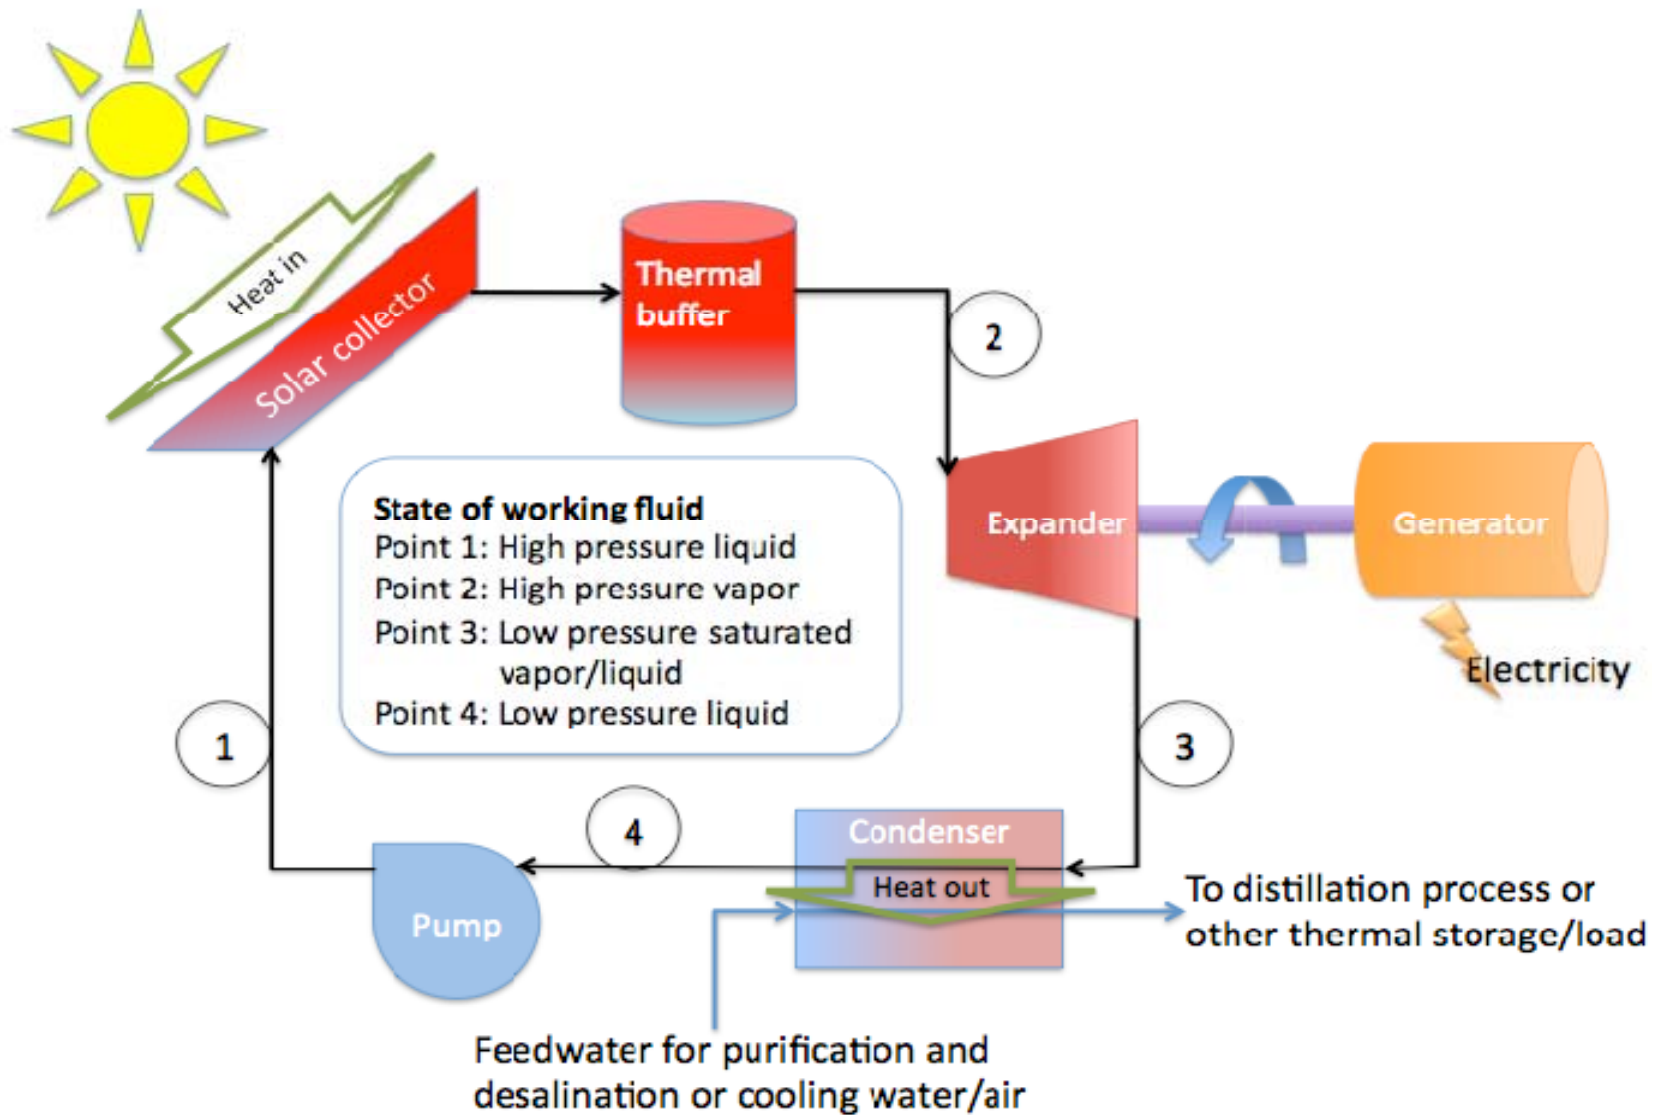 Heat in
Solar collector
Thermal
buffer
2
Expander
Generator
Electricity
State of working fluid
Point 1: High pressure liquid
Point 2: High pressure vapor
Point 3: Low pressure saturated
vapor/liquid
Point 4: Low pressure liquid
1
3
4
Condenser
Heat out
Pump
To distillation process or
other thermal storage/load
Feedwater for purification and
desalination or cooling water/air